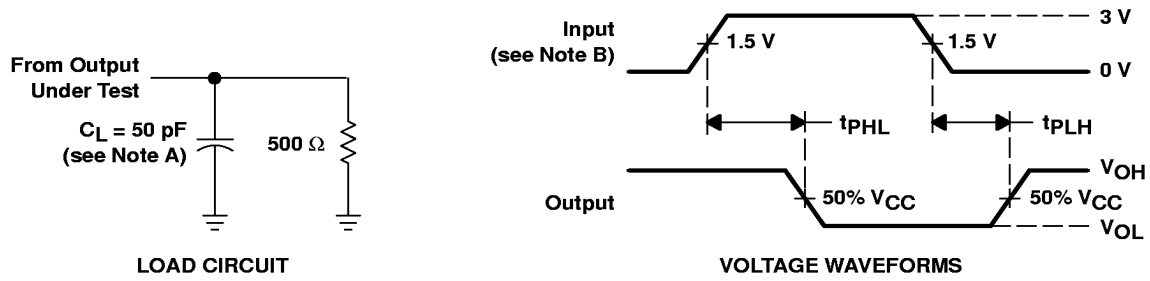 From Output
Under Test
CL = 50 pF
(see Note A)
500 Ω
LOAD CIRCUIT
Input
(see Note B)
1.5 V
1.5 V
3 V
0 V
tPHL
tPLH
Output
50% VCC
50% VCC
VOH
VOL
VOLTAGE WAVEFORMS